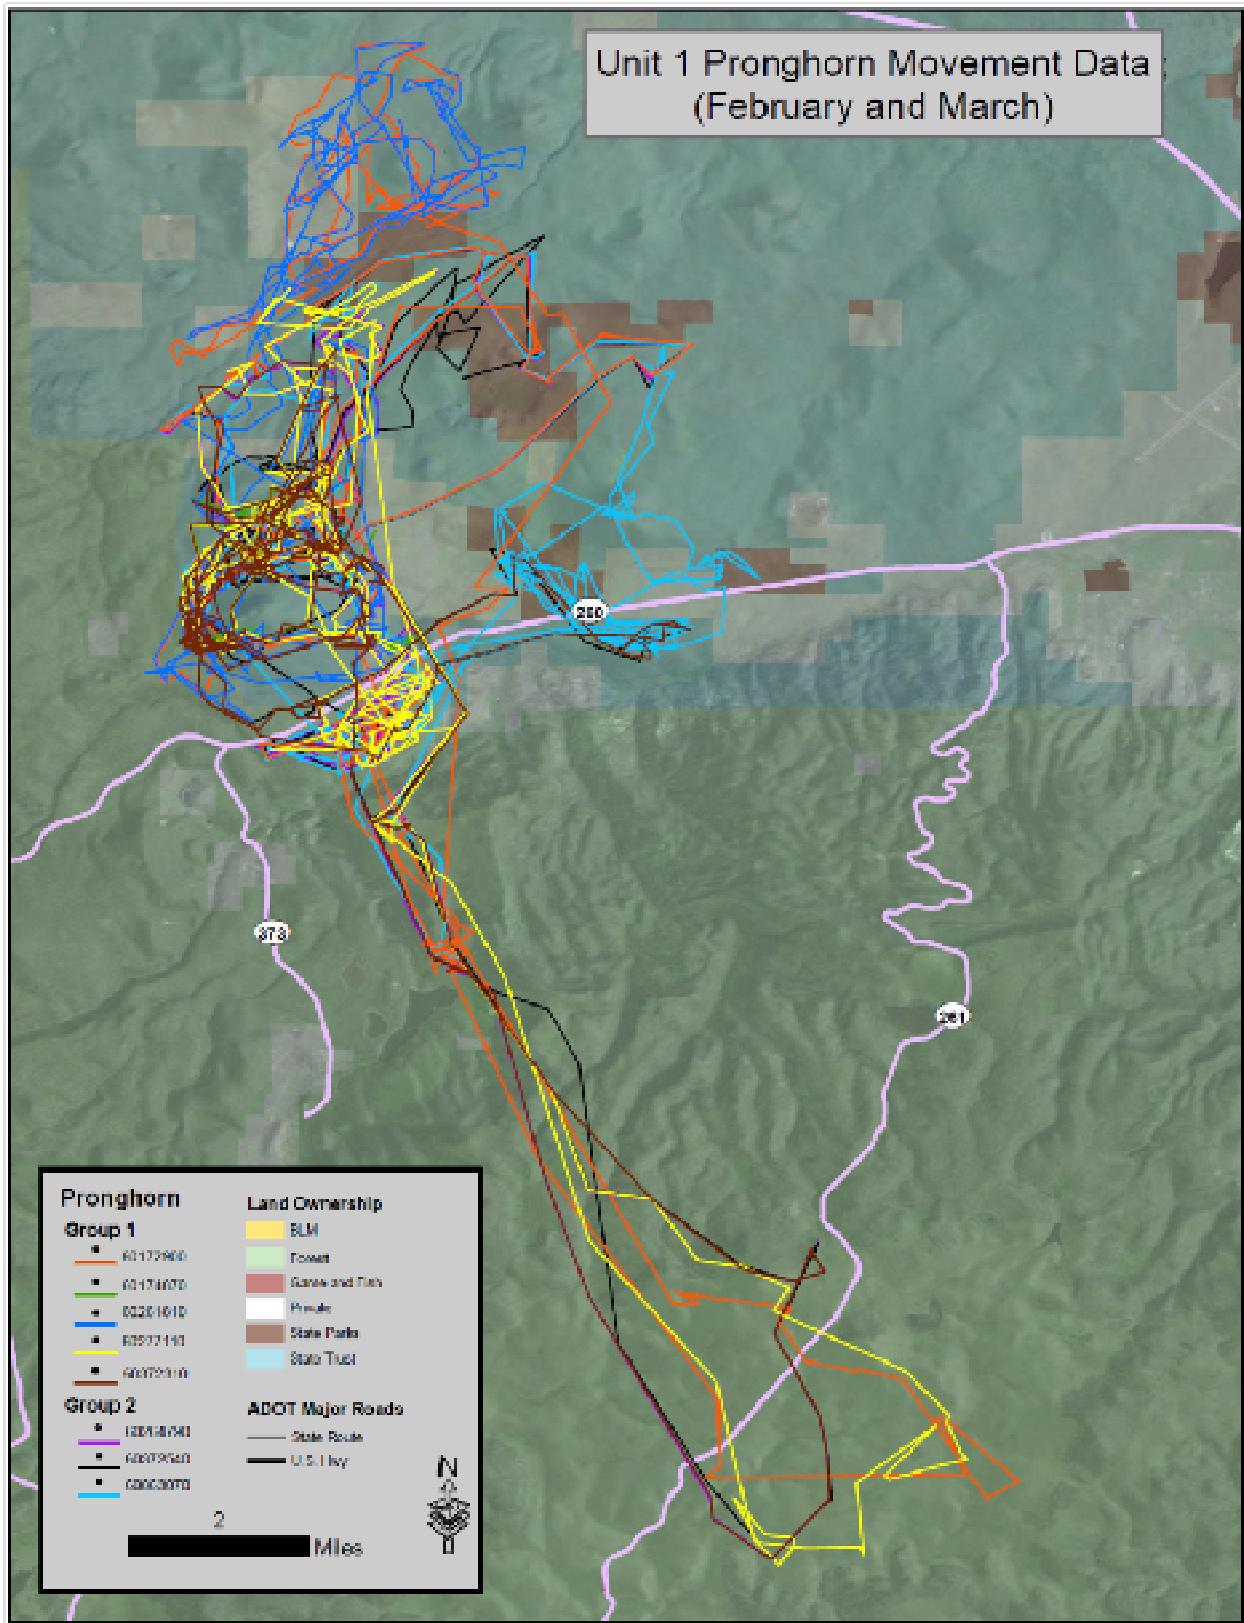 Unit 1 Pronghorn Movement Data
(February and March)
260
373
261
Pronghorn
Group 1
60172900
Group 2
Land Ownership
BLM
Forest
Game and Fish
Private
State Parks
State Trust
ADOT Major Roads
State Route
U.S. Hwy
N
2
Miles